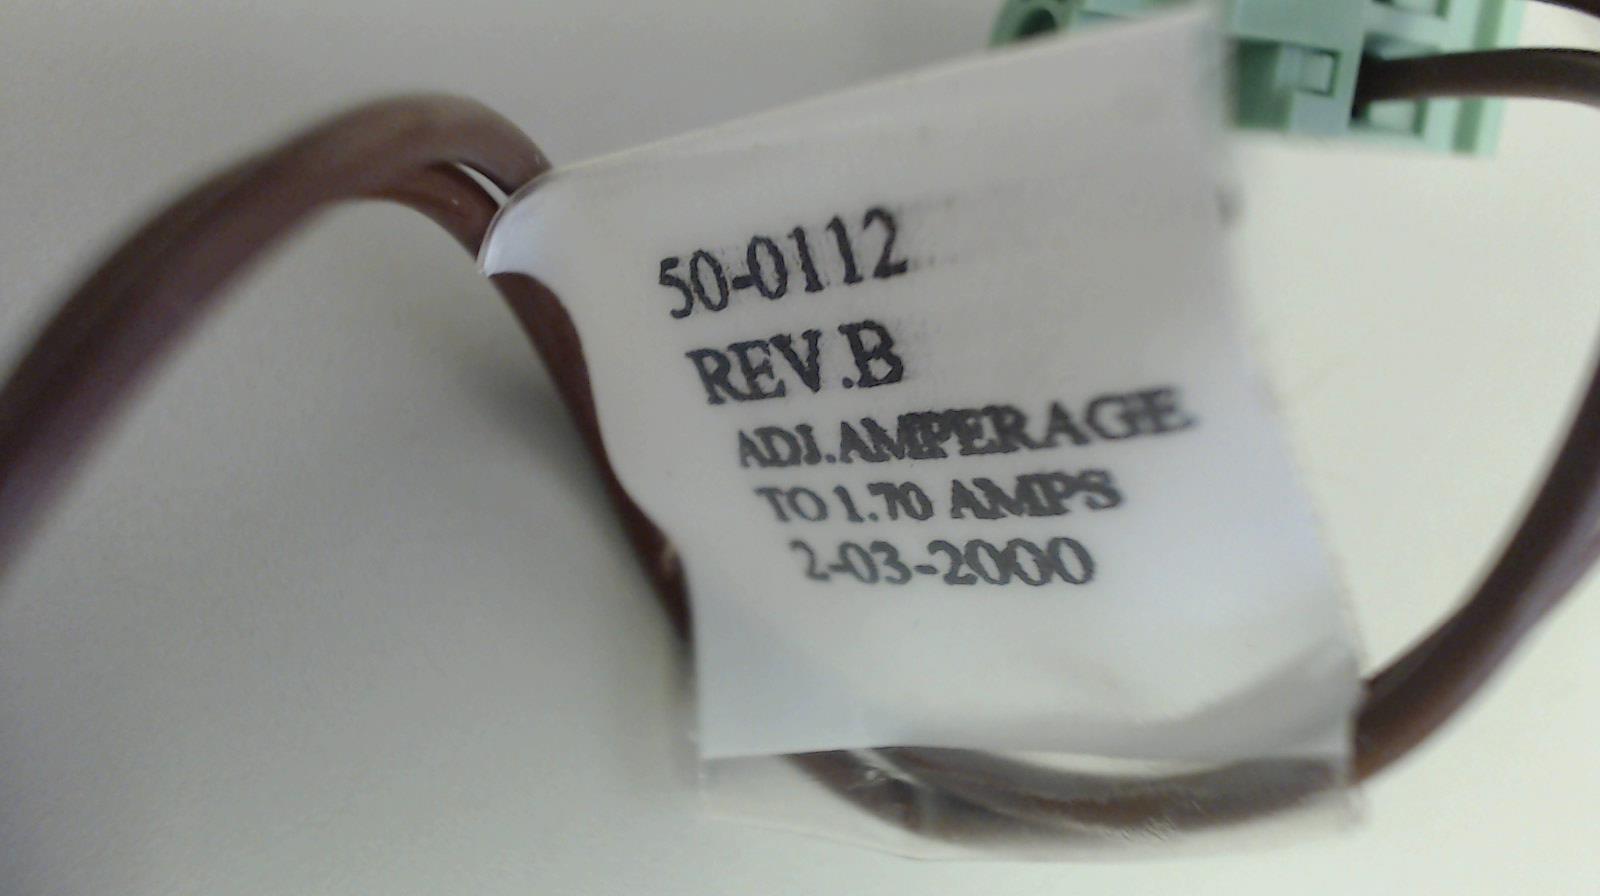 50-0112
REV.B
ADJ.AMPERAGE
TO 1.70 AMPS
2-03-2000